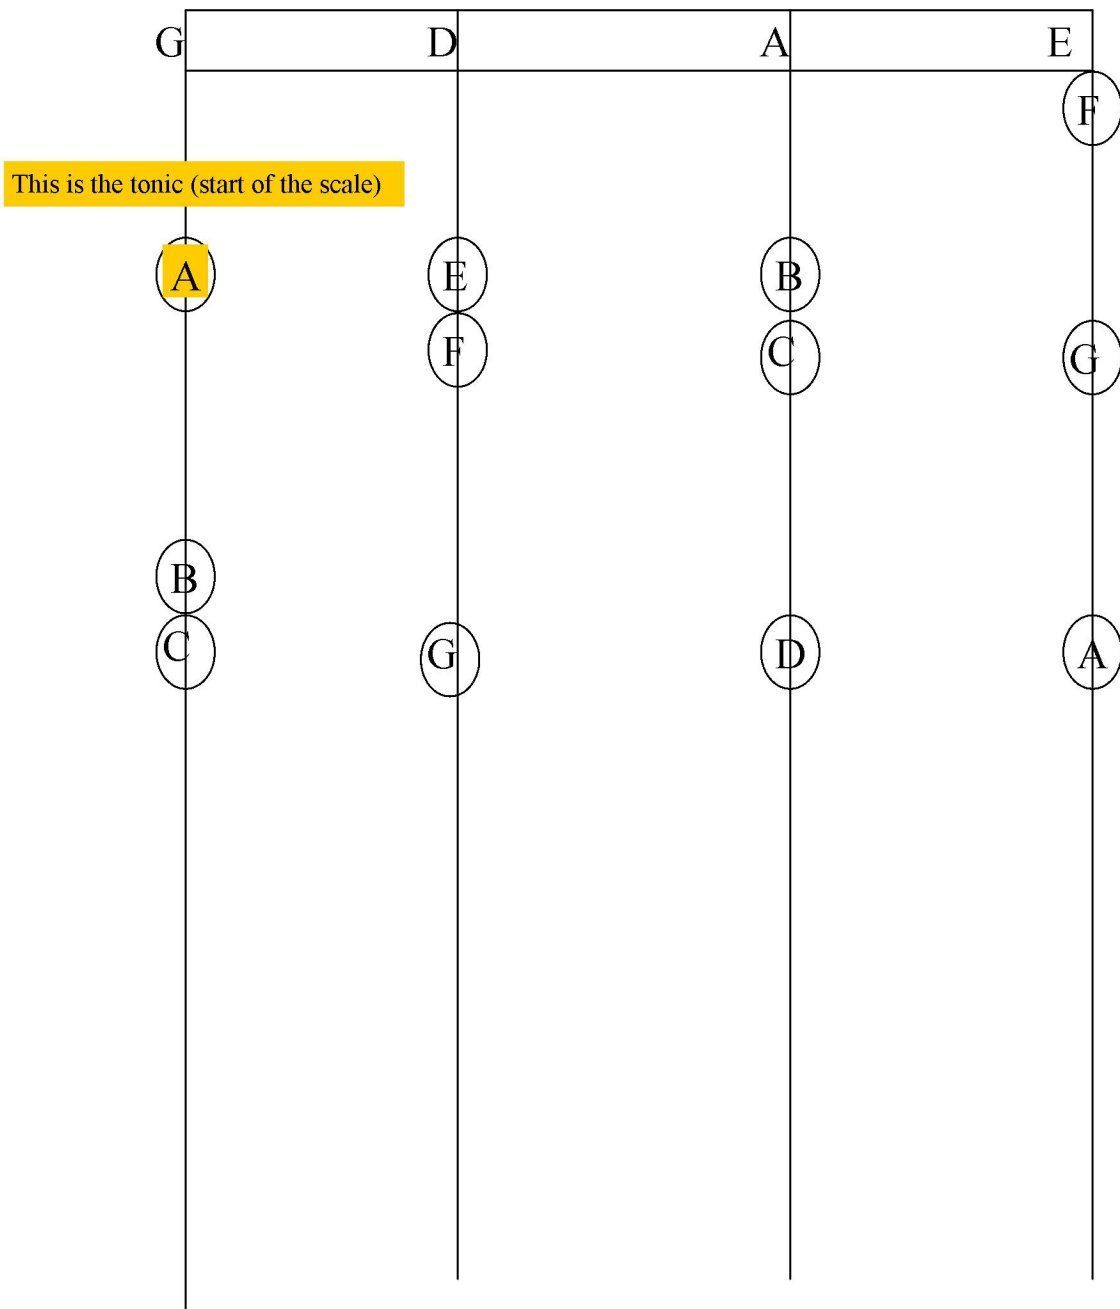 G D A E
F
This is the tonic (start of the scale)
A E B
F C G
B
C G D A